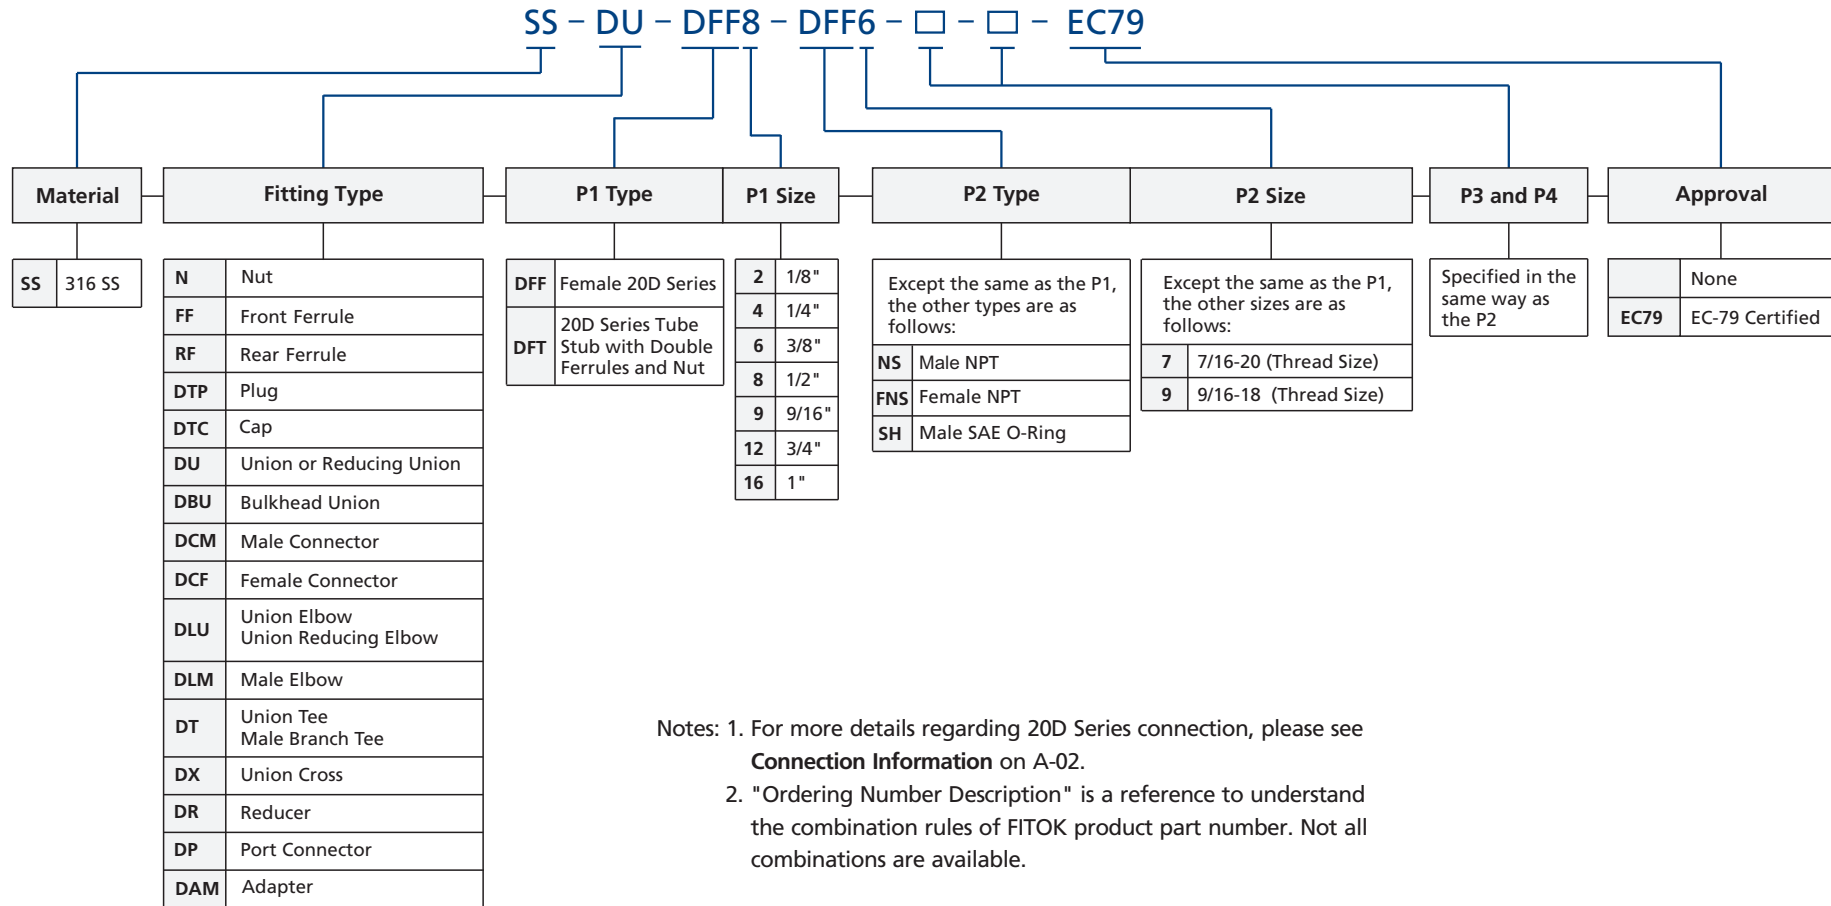 SS – DU – DFF8 – DFF6 – □ – □ – EC79
Material
Fitting Type
P1 Type
P1 Size
P2 Type
P2 Size
P3 and P4
Approval
SS 316 SS
N Nut
FF Front Ferrule
RF Rear Ferrule
DTP Plug
DTC Cap
DU Union or Reducing Union
DBU Bulkhead Union
DCM Male Connector
DCF Female Connector
DLU Union Elbow
Union Reducing Elbow
DLM Male Elbow
DT Union Tee
Male Branch Tee
DX Union Cross
DR Reducer
DP Port Connector
DAM Adapter
DFF Female 20D Series
DFT 20D Series Tube
Stub with Double
Ferrules and Nut
2 1/8"
4 1/4"
6 3/8"
8 1/2"
9 9/16"
12 3/4"
16 1"
Except the same as the P1,
the other types are as
follows:
NS Male NPT
FNS Female NPT
SH Male SAE O-Ring
Except the same as the P1,
the other sizes are as
follows:
7 7/16-20 (Thread Size)
9 9/16-18 (Thread Size)
Specified in the
same way as
the P2
None
EC79 EC-79 Certified
Notes: 1. For more details regarding 20D Series connection, please see
Connection Information on A-02.
2. "Ordering Number Description" is a reference to understand
the combination rules of FITOK product part number. Not all
combinations are available.